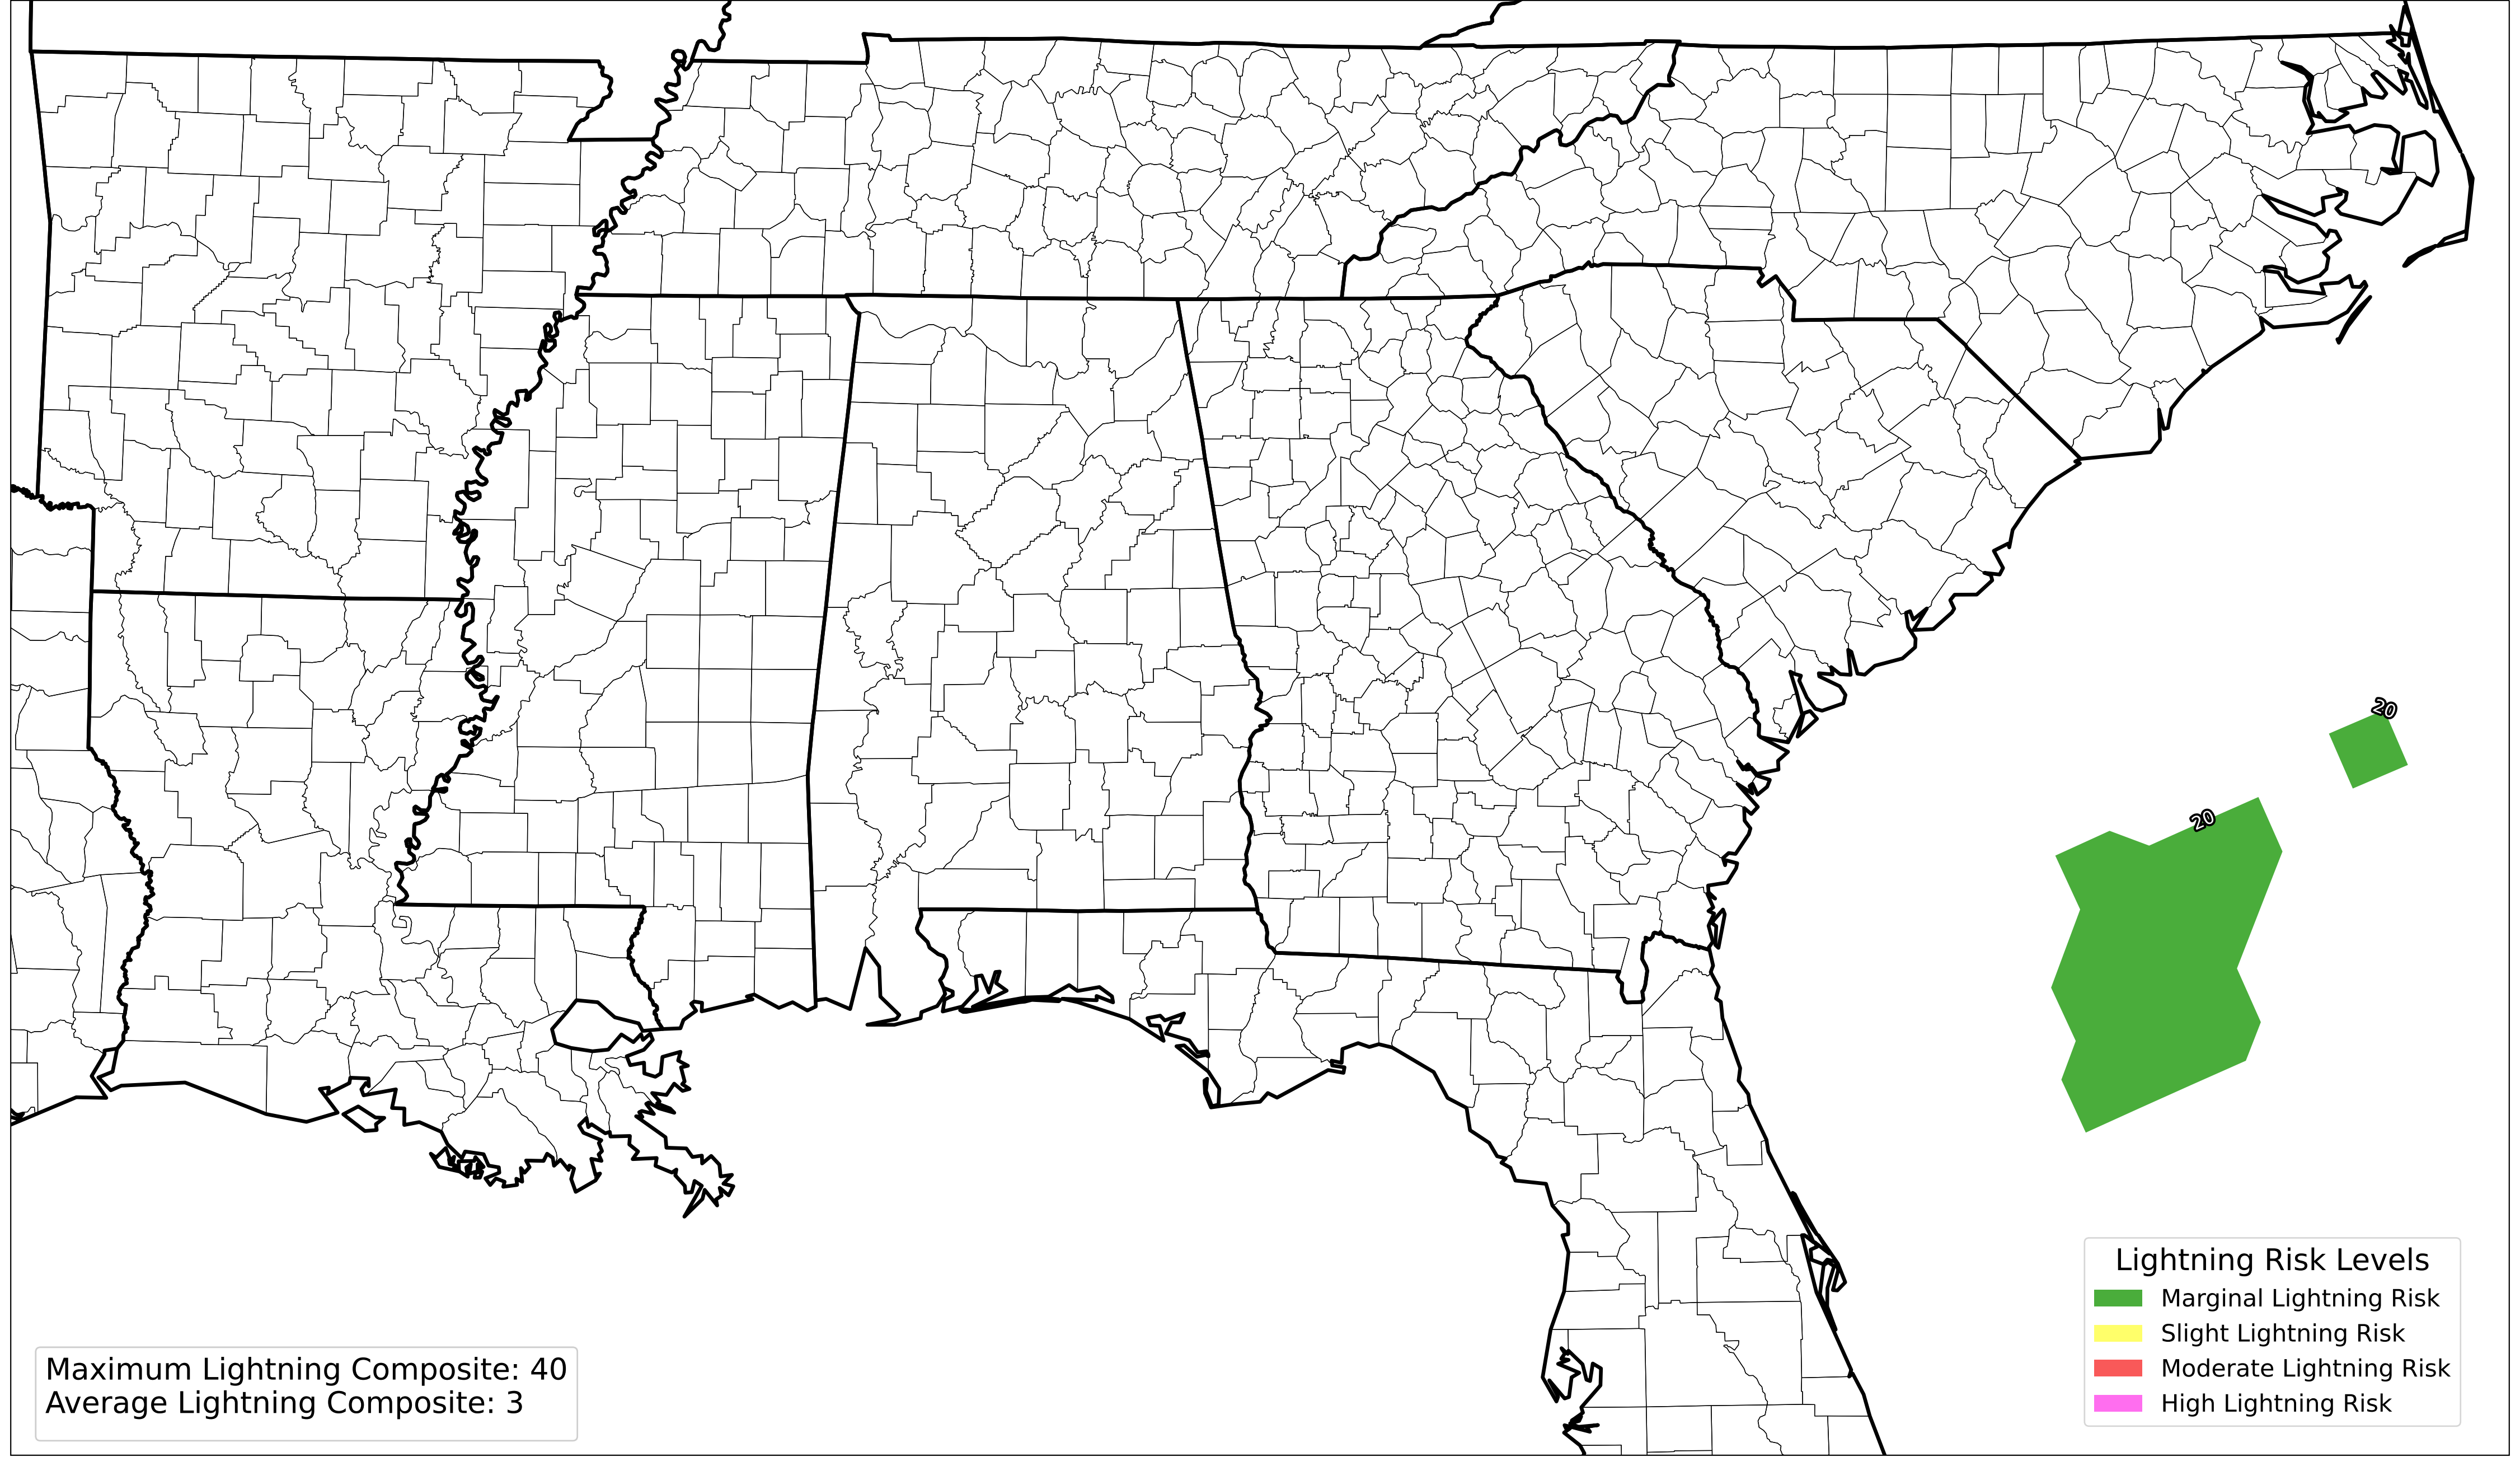 20
20
Lightning Risk Levels
Marginal Lightning Risk
Slight Lightning Risk
Moderate Lightning Risk
High Lightning Risk
Maximum Lightning Composite: 40
Average Lightning Composite: 3